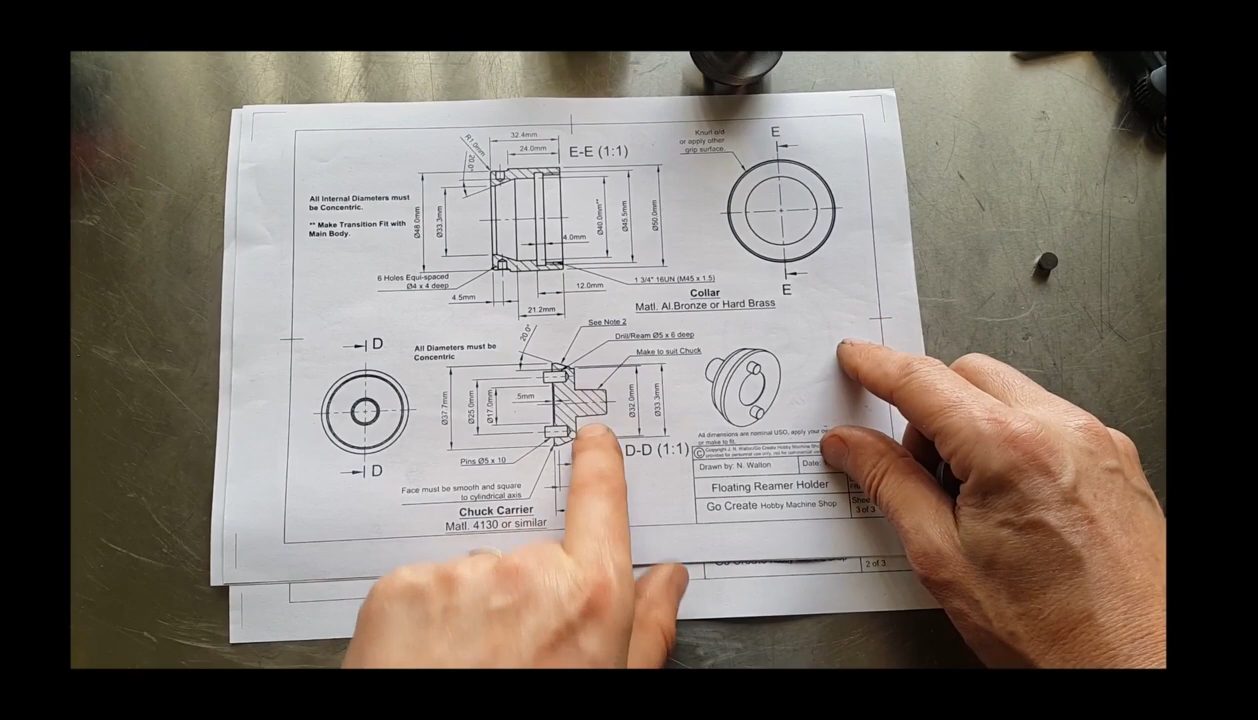 32.4mm
24.0mm
R1.0mm
20.0°
E-E (1:1)
Knurl o/d
or apply other
grip surface.
E
All Internal Diameters must
be Concentric.
** Make Transition Fit with
Main Body.
Ø48.0mm
Ø33.3mm
Ø40.0mm**
Ø45.5mm
Ø50.0mm
4.0mm
6 Holes Equi-spaced
Ø4 x 4 deep
1 3/4" 16UN (M45 x 1.5)
12.0mm
4.5mm
21.2mm
E
Collar
Matl. Al.Bronze or Hard Brass
See Note 2
20.0°
Drill/Ream Ø5 x 6 deep
Make to suit Chuck
D
All Diameters must be
Concentric
Ø37.7mm
Ø25.0mm
Ø17.0mm
.5mm
Ø32.0mm
Ø33.3mm
D
Pins Ø5 x 10
D-D (1:1)
Face must be smooth and square
to cylindrical axis
Chuck Carrier
Matl. 4130 or similar
All dimensions are nominal USO, apply your
or make to fit.
© Copyright J. N. Walton/Go Create Hobby Machine Shop
provided for personal use only, not for commercial
Drawn by: N. Walton
Date:
Floating Reamer Holder
Go Create Hobby Machine Shop
3 of 3
2 of 3